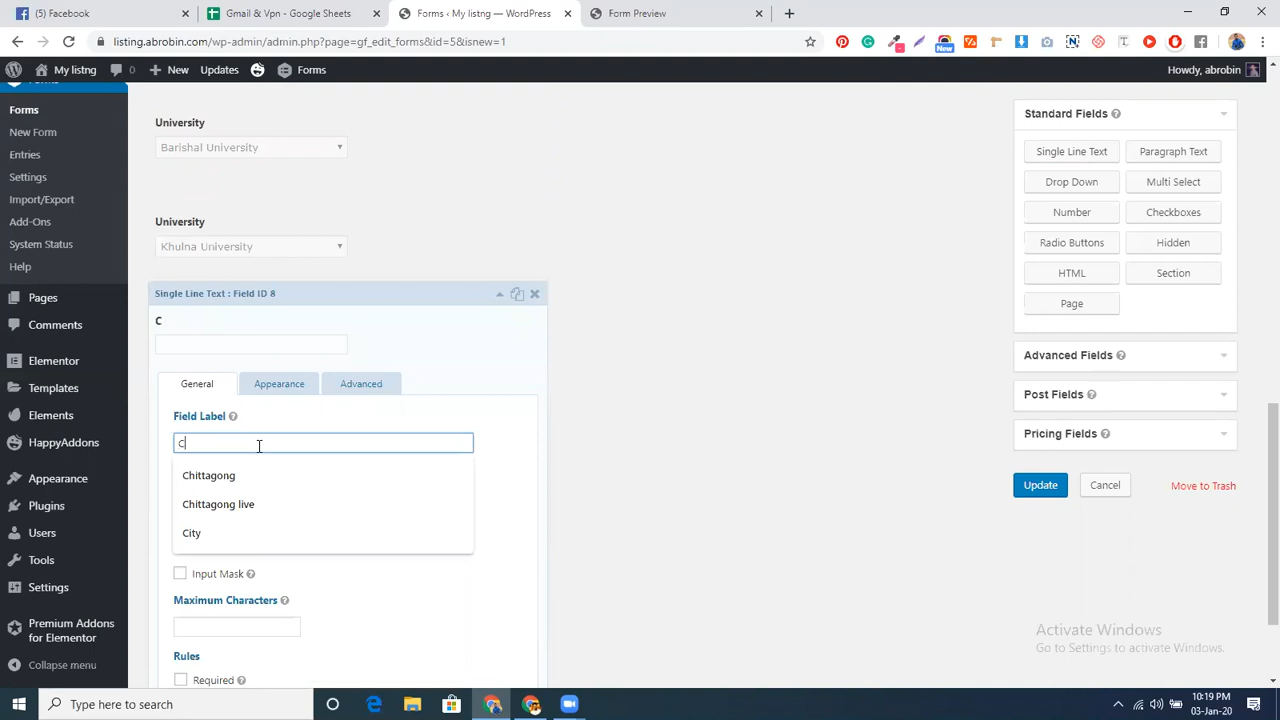 (1) Facebook
Gmail & Vpn - Google Sheets
Forms ‹ My listng — WordPress
Form Preview
listing.abrobin.com/wp-admin/admin.php?page=gf_edit_forms&id=5&isnew=1
New
My listng
0
New
Updates
Forms
Howdy, abrobin
Forms
Forms
New Form
Entries
Settings
Import/Export
Add-Ons
System Status
Help
Pages
Comments
Elementor
Templates
Elements
HappyAddons
Appearance
Plugins
Users
Tools
Settings
Premium Addons
for Elementor
Collapse menu
University
Barishal University
University
Khulna University
Single Line Text : Field ID 8
C
General
Appearance
Advanced
Field Label
C
Chittagong
Chittagong live
City
Input Mask
Maximum Characters
Rules
Required
Standard Fields
Single Line Text
Paragraph Text
Drop Down
Multi Select
Number
Checkboxes
Radio Buttons
Hidden
HTML
Section
Page
Advanced Fields
Post Fields
Pricing Fields
Update
Cancel
Move to Trash
Activate Windows
Go to Settings to activate Windows.
Type here to search
10:19 PM
03-Jan-20